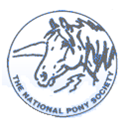 THE NATIONAL PONY SOCIETY